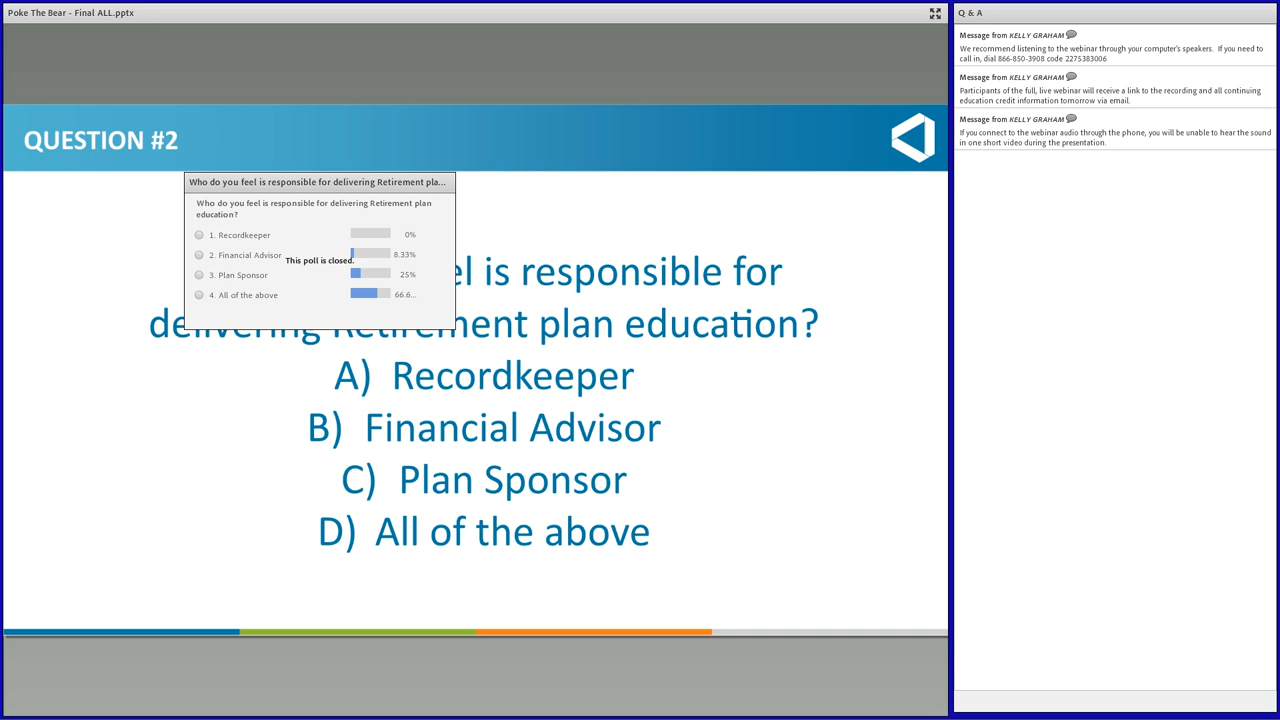 Poke The Bear - Final ALL.pptx
QUESTION #2
Who do you feel is responsible for delivering Retirement pla...
Who do you feel is responsible for delivering Retirement plan
education?
1. Recordkeeper 0%
2. Financial Advisor 8.33%
This poll is closed.
3. Plan Sponsor 25%
4. All of the above 66.6...
el is responsible for
delivering Retirement plan education?
A) Recordkeeper
B) Financial Advisor
C) Plan Sponsor
D) All of the above
Q & A
Message from KELLY GRAHAM
We recommend listening to the webinar through your computer's speakers. If you need to
call in, dial 866-850-3908 code 2275383006
Message from KELLY GRAHAM
Participants of the full, live webinar will receive a link to the recording and all continuing
education credit information tomorrow via email.
Message from KELLY GRAHAM
If you connect to the webinar audio through the phone, you will be unable to hear the sound
in one short video during the presentation.